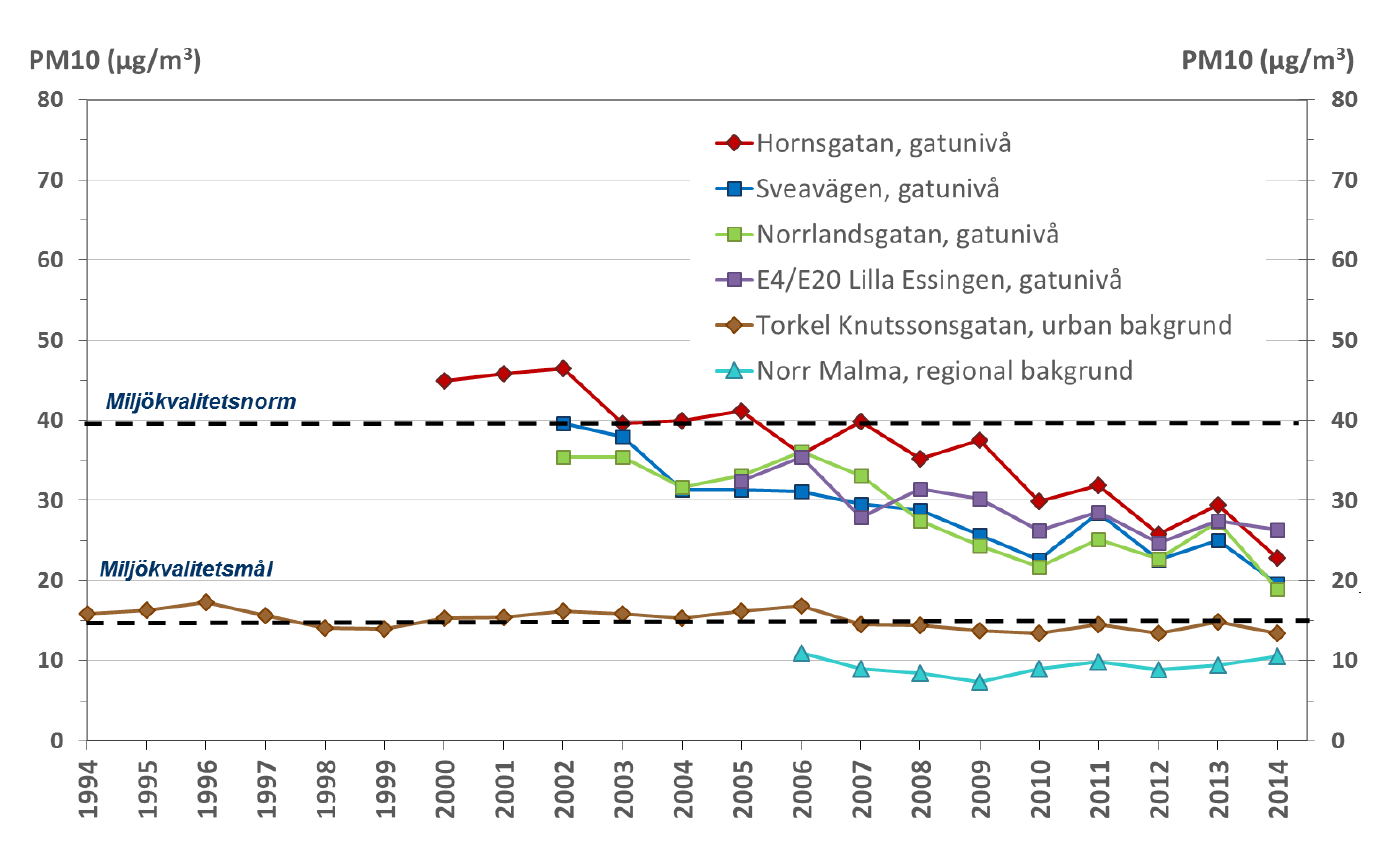 PM10 (µg/m³) PM10 (µg/m³)
80 80
Hornsgatan, gatunivå
70 70
Sveavägen, gatunivå
Norrlandsgatan, gatunivå
60 60
E4/E20 Lilla Essingen, gatunivå
Torkel Knutssonsgatan, urban bakgrund
50 50
Norr Malma, regional bakgrund
Miljökvalitetsnorm
40 40
30 30
Miljökvalitetsmål
20 20
10 10
0 0
1994 1995 1996 1997 1998 1999 2000 2001 2002 2003 2004 2005 2006 2007 2008 2009 2010 2011 2012 2013 2014